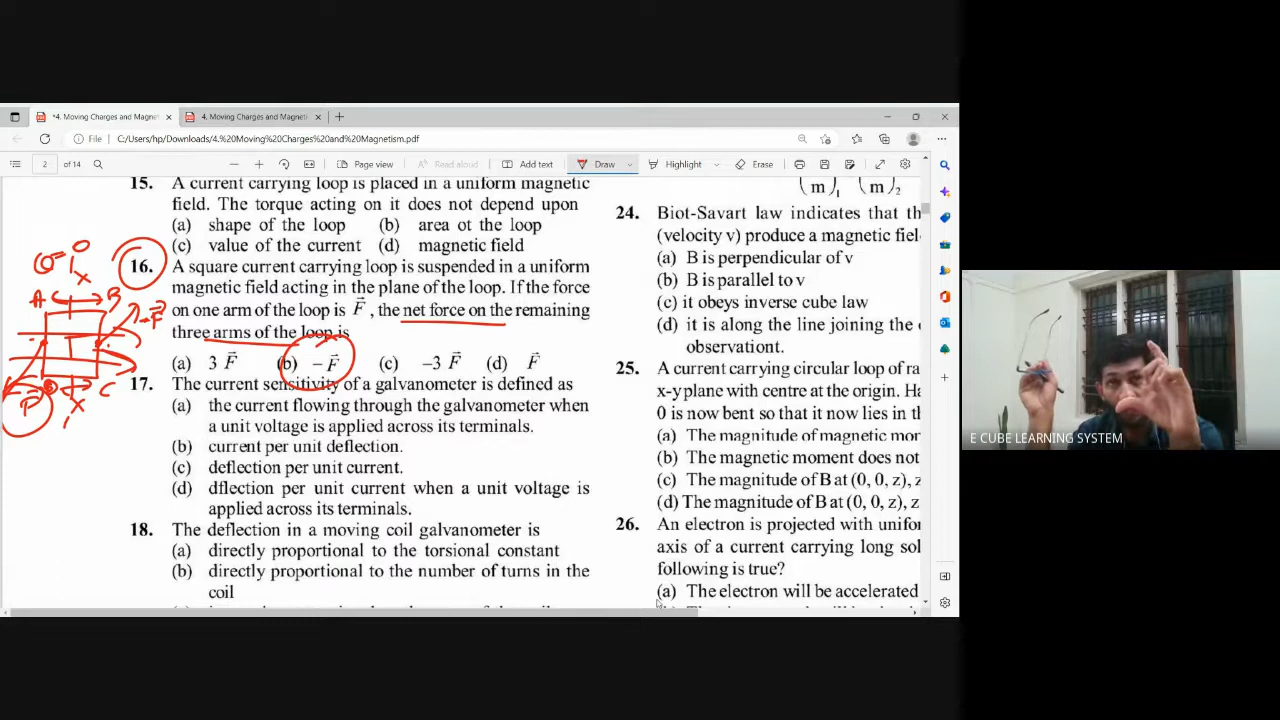 *4. Moving Charges and Magnet
4. Moving Charges and Magneti
File
C:/Users/hp/Downloads/4.%20Moving%20Charges%20and%20Magnetism.pdf
2 of 14
Page view
Read aloud
Add text
Draw
Highlight
Erase
15. A current carrying loop is placed in a uniform magnetic
field. The torque acting on it does not depend upon
(a) shape of the loop (b) area ot the loop
(c) value of the current (d) magnetic field
16. A square current carrying loop is suspended in a uniform
magnetic field acting in the plane of the loop. If the force
on one arm of the loop is F⃗ , the net force on the remaining
three arms of the loop is
(a) 3 F⃗ (b) – F⃗ (c) –3 F⃗ (d) F⃗
17. The current sensitivity of a galvanometer is defined as
(a) the current flowing through the galvanometer when
a unit voltage is applied across its terminals.
(b) current per unit deflection.
(c) deflection per unit current.
(d) dflection per unit current when a unit voltage is
applied across its terminals.
18. The deflection in a moving coil galvanometer is
(a) directly proportional to the torsional constant
(b) directly proportional to the number of turns in the
coil
A B
-F⃗
F⃗
C
X
(m)₁ (m)₂
24. Biot-Savart law indicates that th
(velocity v) produce a magnetic fiel
(a) B is perpendicular of v
(b) B is parallel to v
(c) it obeys inverse cube law
(d) it is along the line joining the
observationt.
25. A current carrying circular loop of ra
x-y plane with centre at the origin. Ha
0 is now bent so that it now lies in th
(a) The magnitude of magnetic mor
(b) The magnetic moment does not
(c) The magnitude of B at (0, 0, z), z
(d) The magnitude of B at (0, 0, z), z
26. An electron is projected with unifor
axis of a current carrying long sol
following is true?
(a) The electron will be accelerated
E CUBE LEARNING SYSTEM